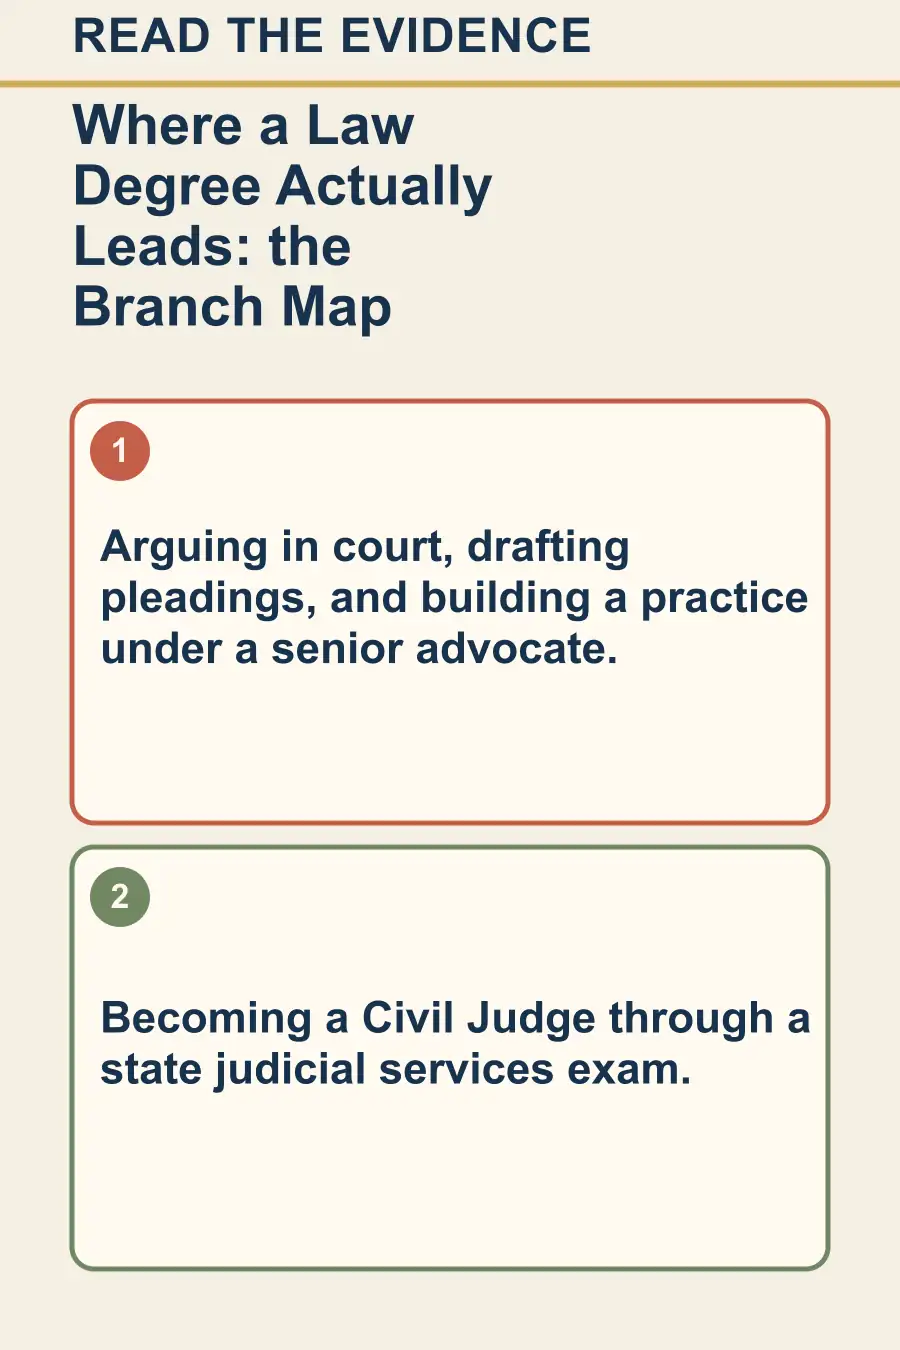 READ THE EVIDENCE
Where a Law
Degree Actually
Leads: the
Branch Map
1
Arguing in court, drafting
pleadings, and building a practice
under a senior advocate.
2
Becoming a Civil Judge through a
state judicial services exam.